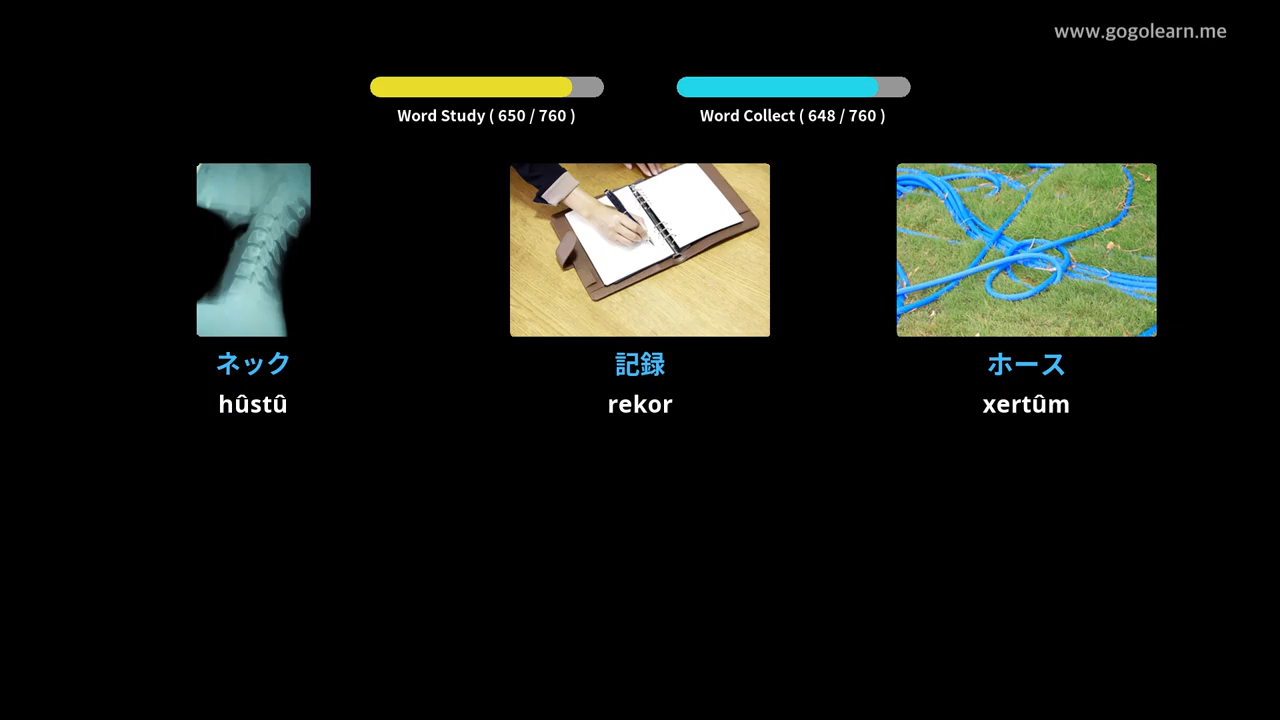 www.gogolearn.me
Word Study ( 650 / 760 )
Word Collect ( 648 / 760 )
ネック
hûstû
記録
rekor
ホース
xertûm